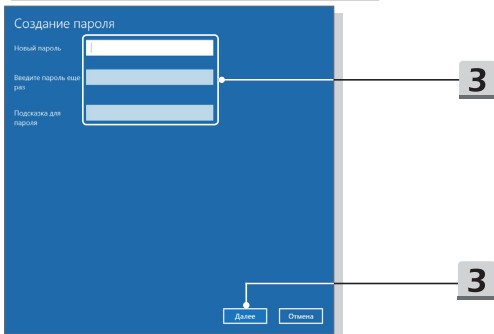 Создание пароля
Новый пароль
Введите пароль еще
раз
3
Подсказка для
пароля
3
Далее
Отмена